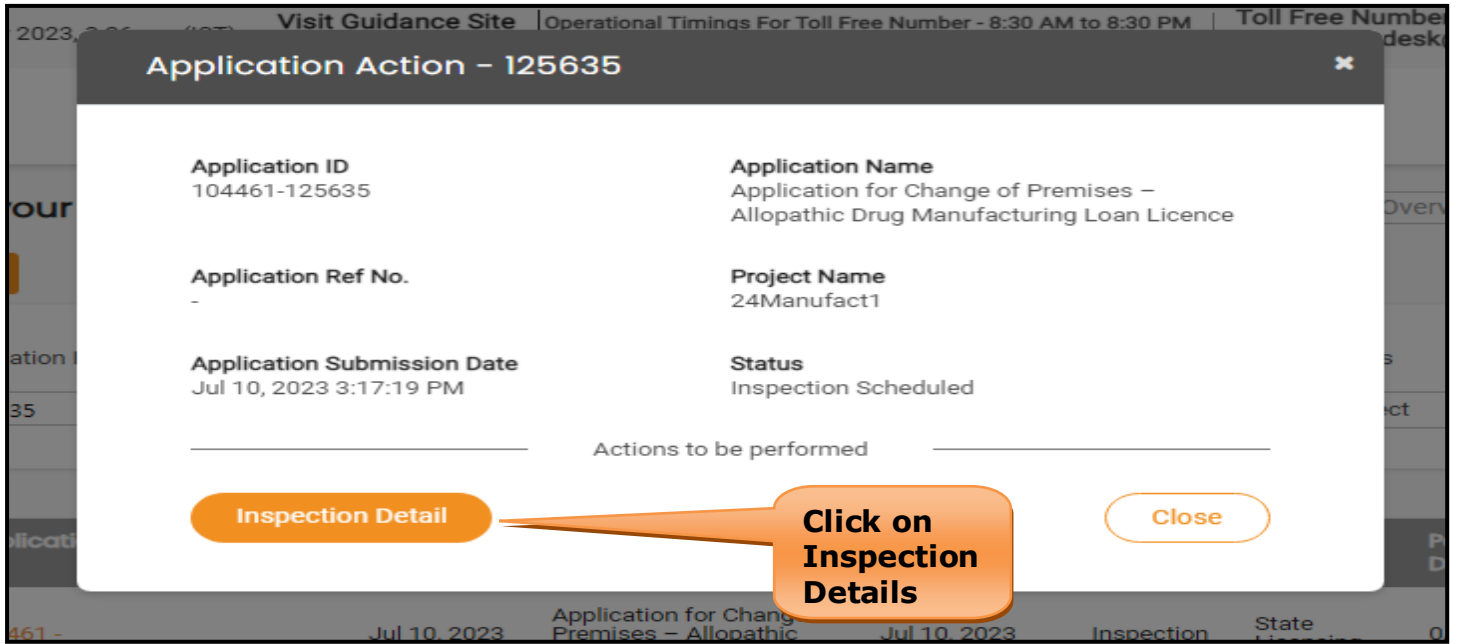 2023,
Visit Guidance Site
Operational Timings For Toll Free Number - 8:30 AM to 8:30 PM
Toll Free Number
Application Action - 125635
✖
Application ID
104461-125635
Application Name
Application for Change of Premises –
Allopathic Drug Manufacturing Loan Licence
Application Ref No.
-
Project Name
24Manufact1
Application Submission Date
Jul 10, 2023 3:17:19 PM
Status
Inspection Scheduled
Actions to be performed
Inspection Detail
Close
Click on
Inspection
Details
your
35
461 -
Jul 10, 2023
Application for Chang
Premises – Allopathic
Jul 10, 2023
Inspection
State